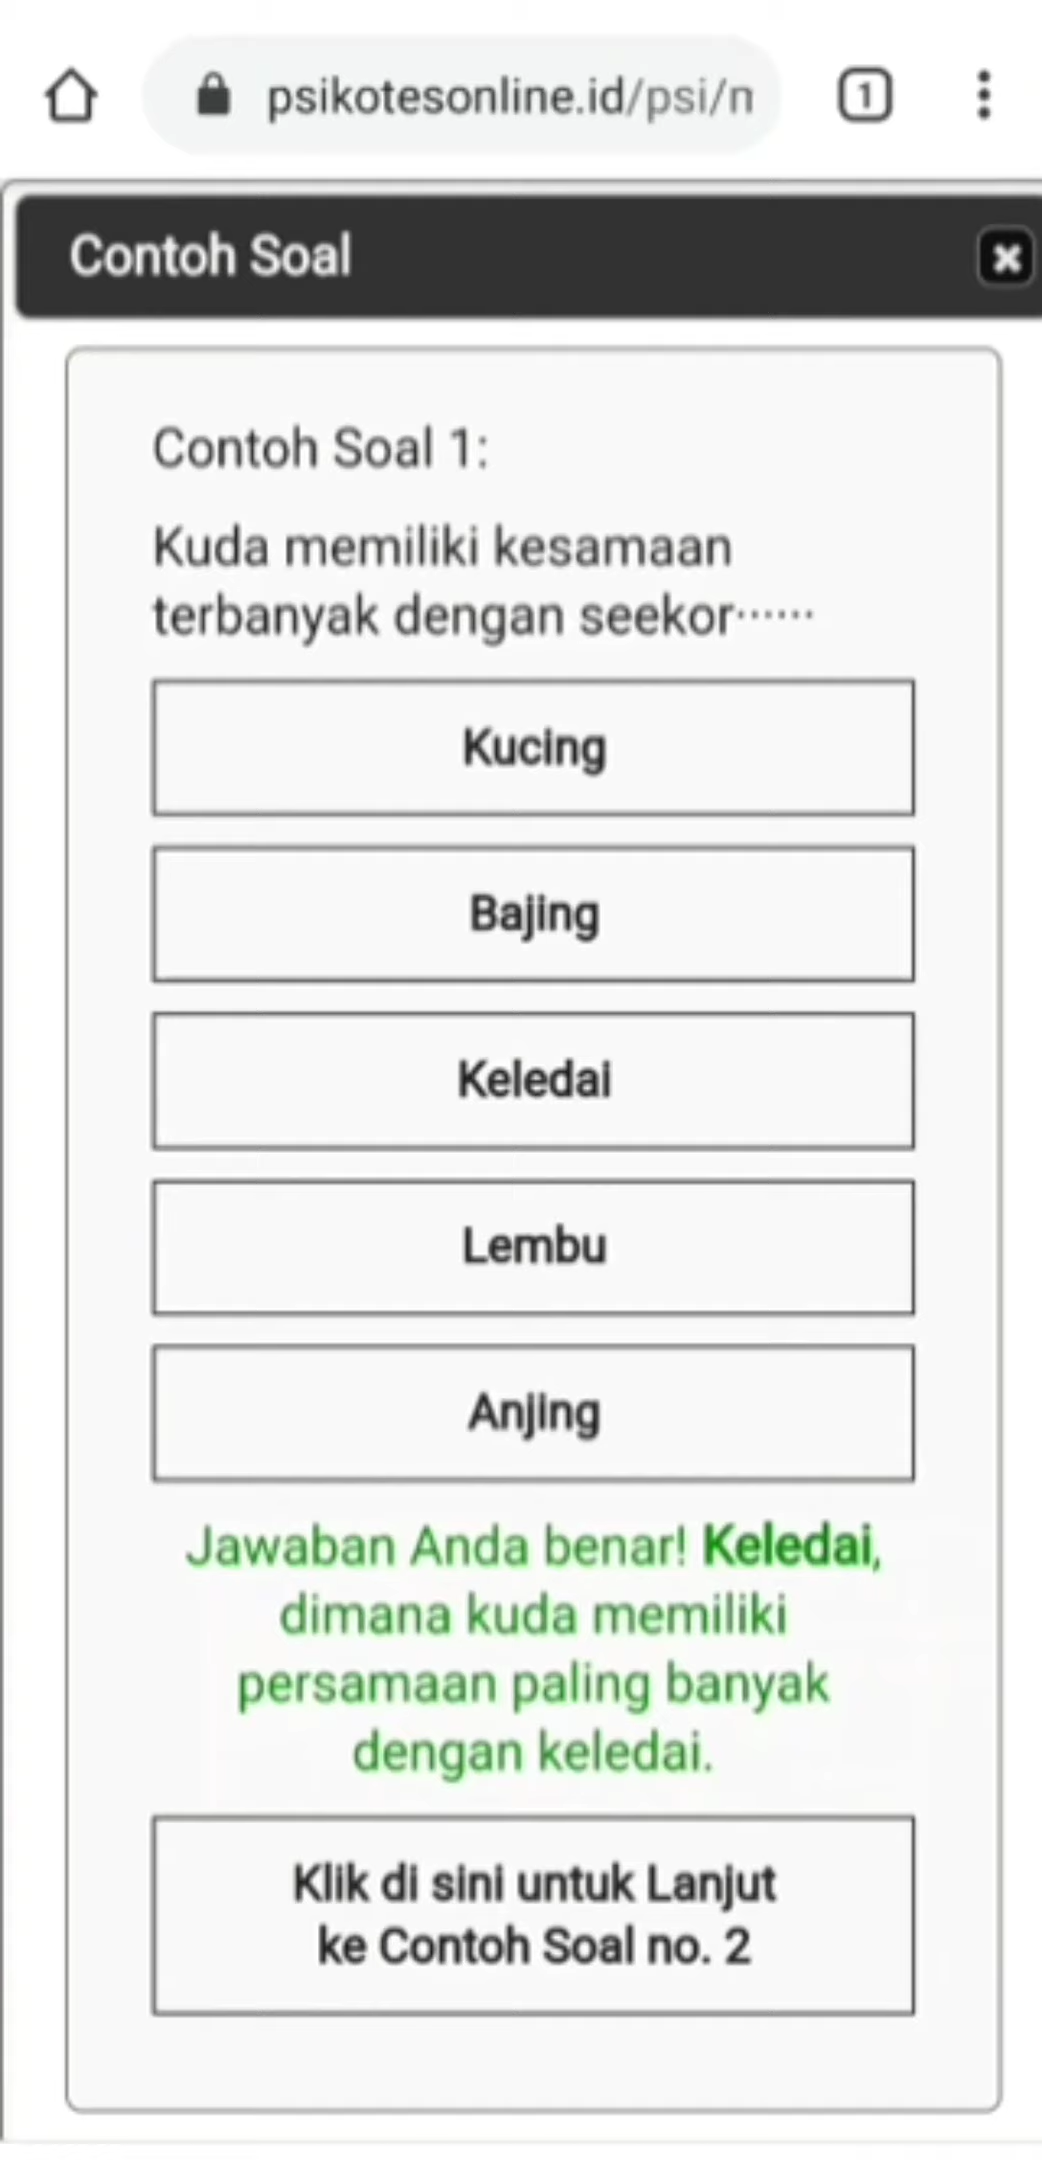 psikotesonline.id/psi/n
1
Contoh Soal
Contoh Soal 1:
Kuda memiliki kesamaan
terbanyak dengan seekor······
Kucing
Bajing
Keledai
Lembu
Anjing
Jawaban Anda benar! Keledai,
dimana kuda memiliki
persamaan paling banyak
dengan keledai.
Klik di sini untuk Lanjut
ke Contoh Soal no. 2